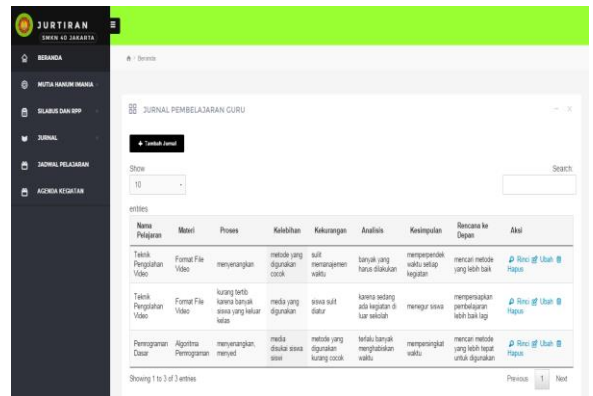 JURTIRAN
SMKN 40 JAKARTA
BERANDA
MUTIA HANUM IMANIA
SILABUS DAN RPP
JURNAL
JADWAL PELAJARAN
AGENDA KEGIATAN
/ Beranda
JURNAL PEMBELAJARAN GURU
+ Tambah Jurnal
Show
10
entries
Search:
Nama Pelajaran Materi Proses Kelebihan Kekurangan Analisis Kesimpulan Rencana ke Depan Aksi
Teknik Pengolahan Video Format File Video menyenangkan metode yang digunakan cocok sulit memanajemen waktu banyak yang harus dilakukan memperpendek waktu setiap kegiatan mencari metode yang lebih baik Rinci Ubah Hapus
Teknik Pengolahan Video Format File Video kurang tertib karena banyak siswa yang keluar kelas media yang digunakan siswa sulit diatur karena sedang ada kegiatan di luar sekolah menegur siswa mempersiapkan pembelajaran lebih baik lagi Rinci Ubah Hapus
Pemrograman Dasar Algoritma Pemrograman menyenangkan, menyed media disukai siswa siswi metode yang digunakan kurang cocok terlalu banyak menghabiskan waktu mempersingkat waktu mencari metode yang lebih tepat untuk digunakan Rinci Ubah Hapus
Showing 1 to 3 of 3 entries
Previous 1 Next